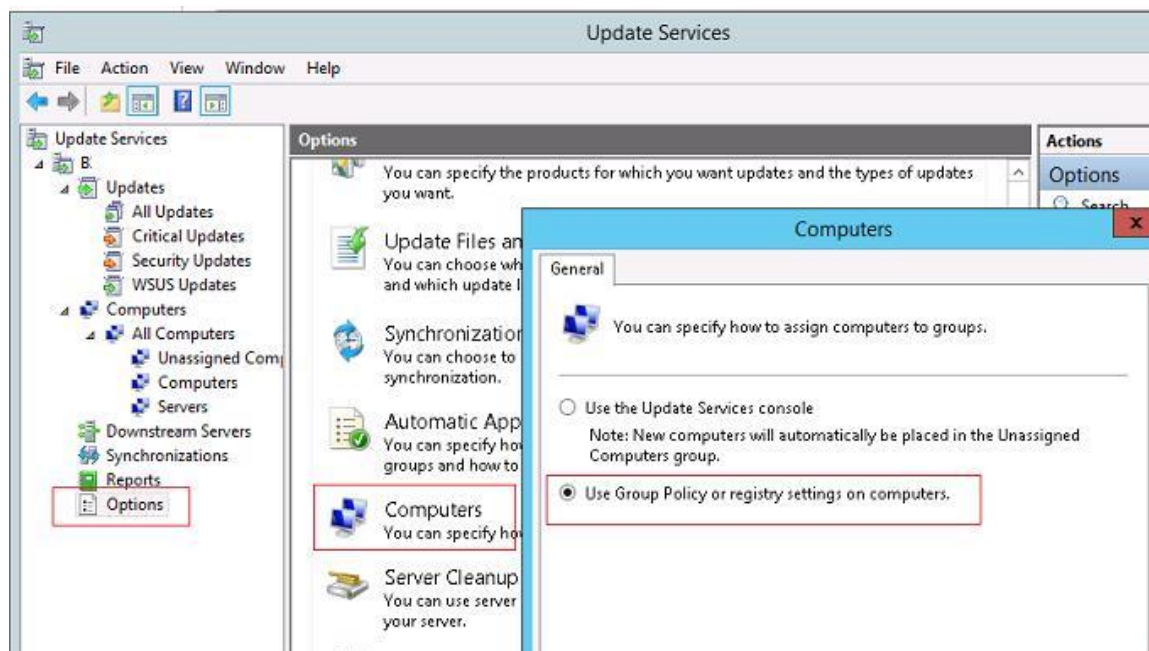 Update Services
File Action View Window Help
Update Services
B
Updates
All Updates
Critical Updates
Security Updates
WSUS Updates
Computers
All Computers
Unassigned Comp
Computers
Servers
Downstream Servers
Synchronizations
Reports
Options
Options
You can specify the products for which you want updates and the types of updates
you want.
Update Files an
You can choose wh
and which update l
Synchronization
You can choose to
synchronization.
Automatic App
You can specify how
groups and how to
Computers
You can specify how
Server Cleanup
You can use server
your server.
Actions
Options
Search
Computers
General
You can specify how to assign computers to groups.
Use the Update Services console
Note: New computers will automatically be placed in the Unassigned
Computers group.
Use Group Policy or registry settings on computers.